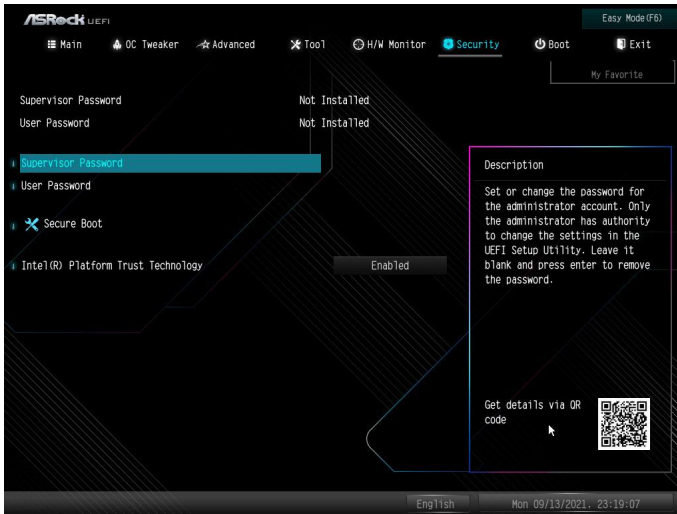 ASRock UEFI
Easy Mode(F6)
Main
OC Tweaker
Advanced
Tool
H/W Monitor
Security
Boot
Exit
My Favorite
Supervisor Password Not Installed
User Password Not Installed
Supervisor Password
User Password
Secure Boot
Intel(R) Platform Trust Technology Enabled
Description
Set or change the password for
the administrator account. Only
the administrator has authority
to change the settings in the
UEFI Setup Utility. Leave it
blank and press enter to remove
the password.
Get details via QR
code
English
Mon 09/13/2021. 23:19:07